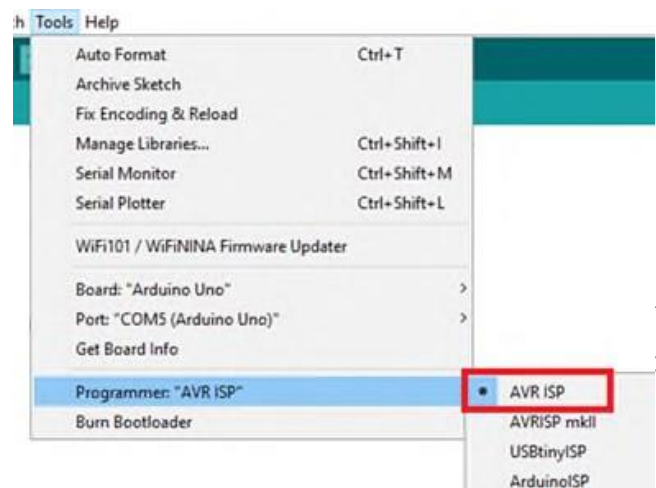 Tools Help
Auto Format Ctrl+T
Archive Sketch
Fix Encoding & Reload
Manage Libraries... Ctrl+Shift+I
Serial Monitor Ctrl+Shift+M
Serial Plotter Ctrl+Shift+L
WiFi101 / WiFiNINA Firmware Updater
Board: "Arduino Uno"
Port: "COM5 (Arduino Uno)"
Get Board Info
Programmer: "AVR ISP"
Burn Bootloader
AVR ISP
AVRISP mkII
USBtinyISP
ArduinoISP